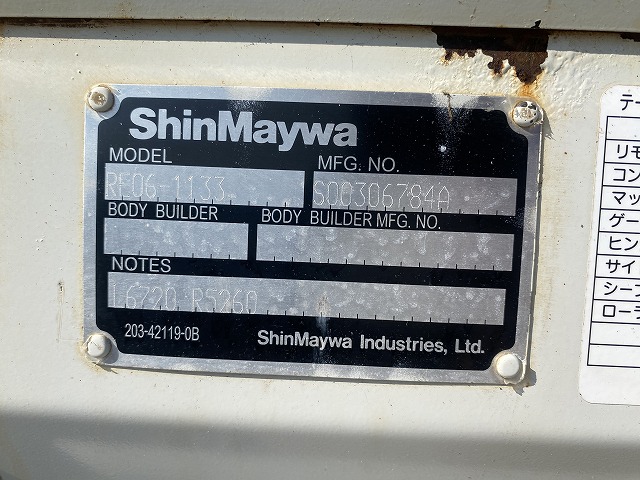 ShinMaywa
MODEL
MFG. NO.
RF06-1133
S00306784A
BODY BUILDER
BODY BUILDER MFG. NO.
NOTES
L6720 R5260
203-42119-0B
ShinMaywa Industries, Ltd.
デ
リモ
コン
マッ
ゲー
ヒン
サイ
シー
ロー